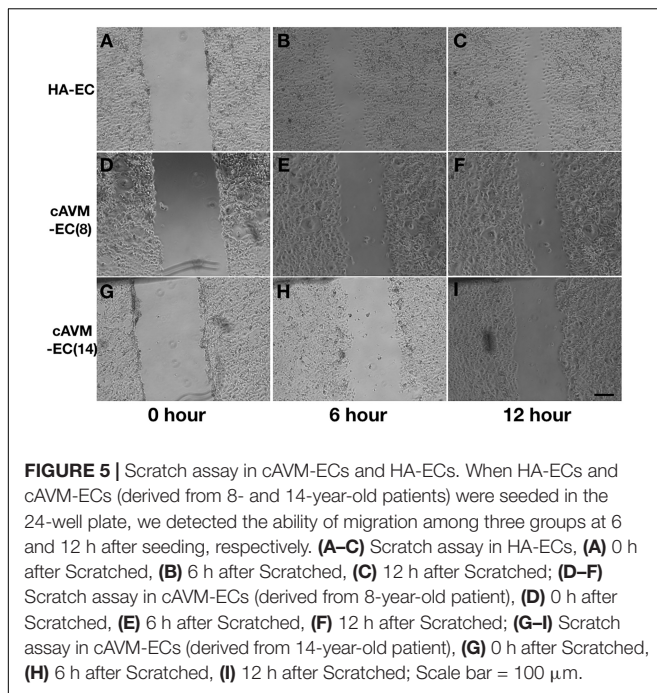 A B C
HA-EC
D E F
cAVM
-EC(8)
G H I
cAVM
-EC(14)
0 hour 6 hour 12 hour
FIGURE 5 | Scratch assay in cAVM-ECs and HA-ECs. When HA-ECs and
cAVM-ECs (derived from 8- and 14-year-old patients) were seeded in the
24-well plate, we detected the ability of migration among three groups at 6
and 12 h after seeding, respectively. (A–C) Scratch assay in HA-ECs, (A) 0 h
after Scratched, (B) 6 h after Scratched, (C) 12 h after Scratched; (D–F)
Scratch assay in cAVM-ECs (derived from 8-year-old patient), (D) 0 h after
Scratched, (E) 6 h after Scratched, (F) 12 h after Scratched; (G–I) Scratch
assay in cAVM-ECs (derived from 14-year-old patient), (G) 0 h after Scratched,
(H) 6 h after Scratched, (I) 12 h after Scratched; Scale bar = 100 μm.